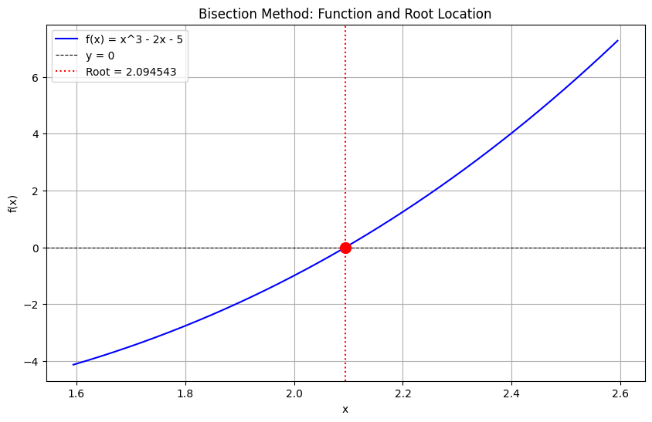 Bisection Method: Function and Root Location
f(x) = x^3 - 2x - 5
y = 0
Root = 2.094543
f(x)
6
4
2
0
−2
−4
1.6
1.8
2.0
2.2
2.4
2.6
x